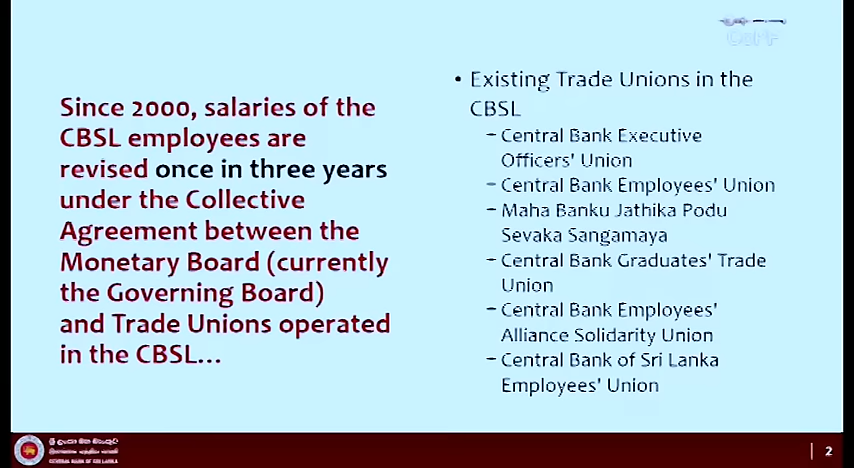 Since 2000, salaries of the
CBSL employees are
revised once in three years
under the Collective
Agreement between the
Monetary Board (currently
the Governing Board)
and Trade Unions operated
in the CBSL...
• Existing Trade Unions in the
CBSL
– Central Bank Executive
Officers' Union
– Central Bank Employees' Union
– Maha Banku Jathika Podu
Sevaka Sangamaya
– Central Bank Graduates' Trade
Union
– Central Bank Employees'
Alliance Solidarity Union
– Central Bank of Sri Lanka
Employees' Union
ශ්‍රී ලංකා මහ බැංකුව
இலங்கை மத்திய வங்கி
CENTRAL BANK OF SRI LANKA
| 2